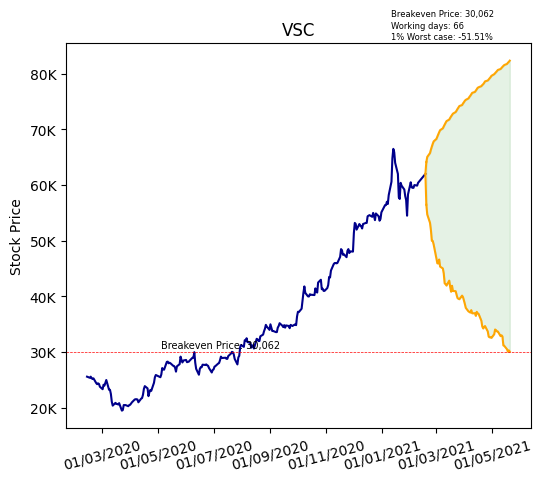 Breakeven Price: 30,062
Working days: 66
1% Worst case: -51.51%
VSC
Stock Price
80K
70K
60K
50K
40K
30K
20K
Breakeven Price: 30,062
01/03/2020
01/05/2020
01/07/2020
01/09/2020
01/11/2020
01/01/2021
01/03/2021
01/05/2021